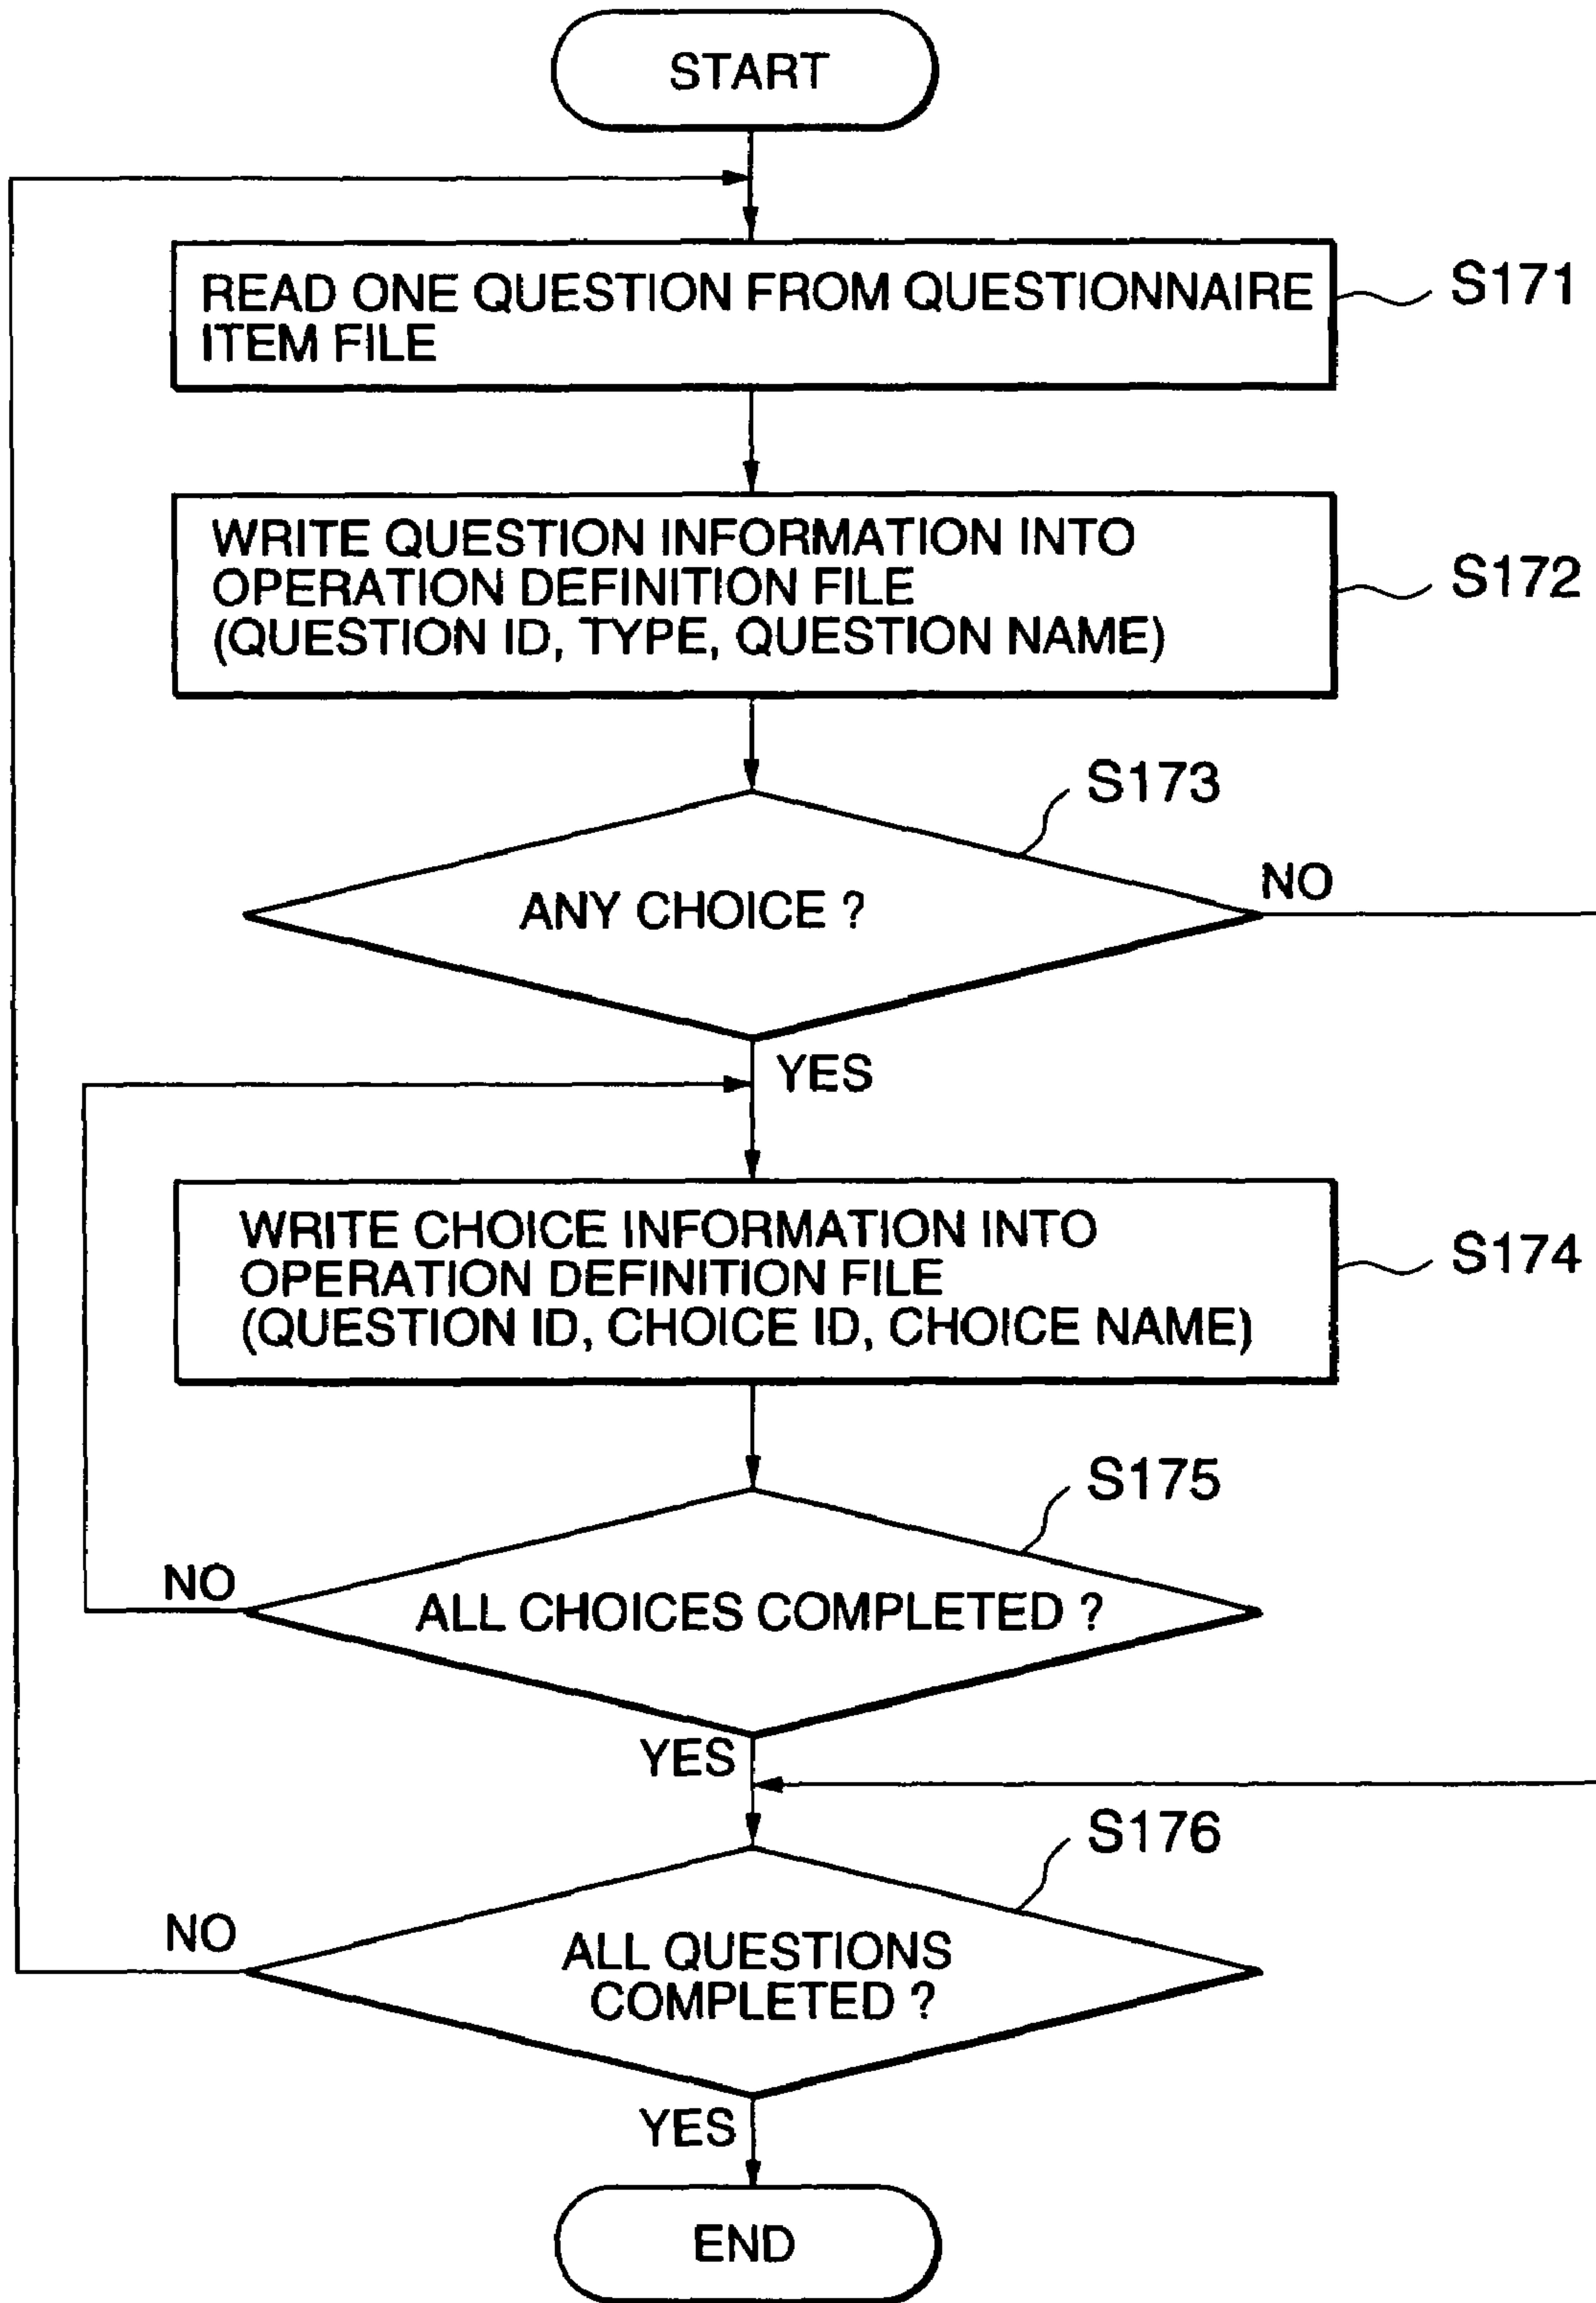 START
READ ONE QUESTION FROM QUESTIONNAIRE
ITEM FILE
S171
WRITE QUESTION INFORMATION INTO
OPERATION DEFINITION FILE
(QUESTION ID, TYPE, QUESTION NAME)
S172
S173
ANY CHOICE ?
NO
YES
WRITE CHOICE INFORMATION INTO
OPERATION DEFINITION FILE
(QUESTION ID, CHOICE ID, CHOICE NAME)
S174
S175
NO
ALL CHOICES COMPLETED ?
YES
S176
NO
ALL QUESTIONS
COMPLETED ?
YES
END